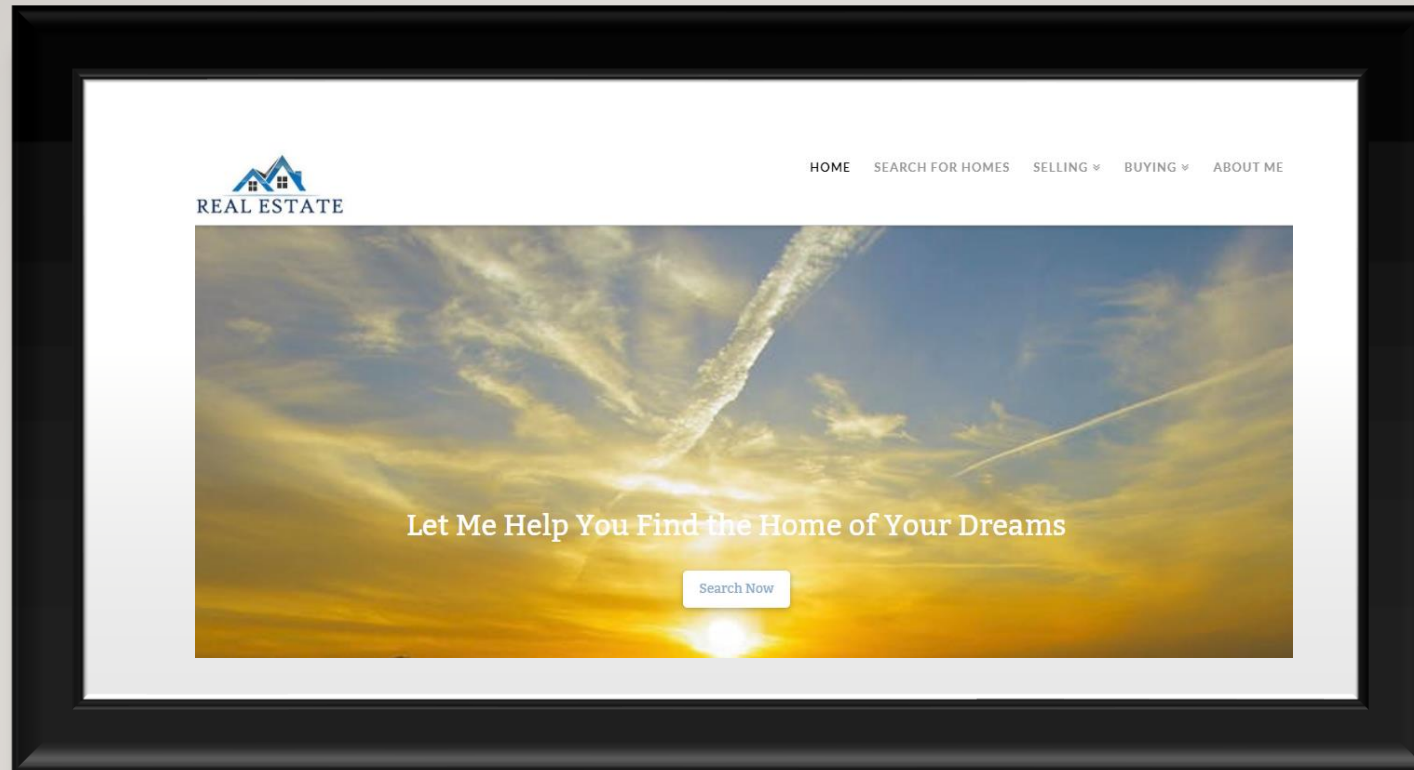 REAL ESTATE
HOME SEARCH FOR HOMES SELLING BUYING ABOUT ME
Let Me Help You Find the Home of Your Dreams
Search Now